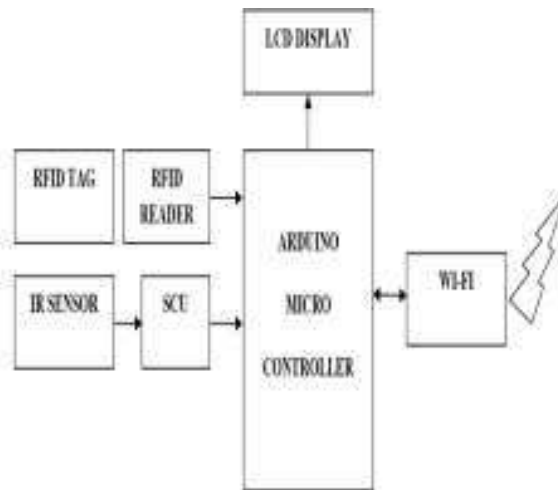 LCD DISPLAY
RFID TAG
RFID
READER
ARDUINO
MICRO
CONTROLLER
WI-FI
IR SENSOR
SCU